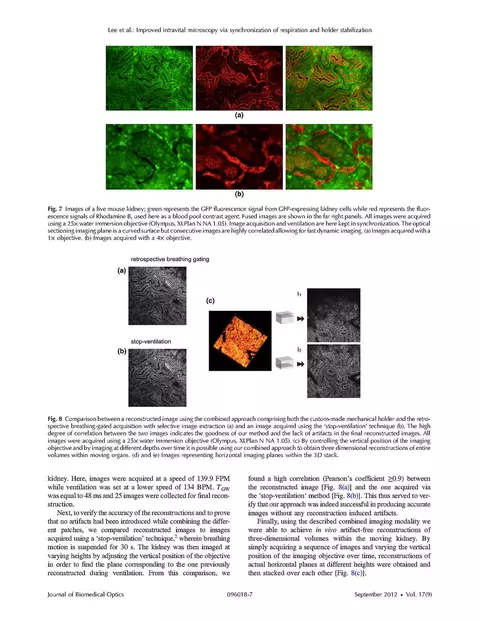 Lee et al.: Improved intravital microscopy via synchronization of respiration and holder stabilization
(a)
(b)
Fig. 7 Images of a live mouse kidney; green represents the GFP fluorescence signal from GFP-expressing kidney cells while red represents the fluor-
escence signals of Rhodamine B, used here as a blood pool contrast agent. Fused images are shown in the far right panels. All images were acquired
using a 25x water immersion objective (Olympus, XLPlan N NA 1.05). Image acquisition and ventilation are here kept in synchronization. The optical
sectioning imaging plane is a curved surface but consecutive images are highly correlated allowing for fast dynamic imaging. (a) Images acquired with a
1× objective. (b) Images acquired with a 4× objective.
retrospective breathing gating
(a)
(c)
I₁
stop-ventilation
(b)
I₂
Fig. 8 Comparison between a reconstructed image using the combined approach comprising both the custom-made mechanical holder and the retro-
spective breathing-gated acquisition with selective image extraction (a) and an image acquired using the 'stop-ventilation' technique (b). The high
degree of correlation between the two images indicates the goodness of our method and the lack of artifacts in the final reconstructed images. All
images were acquired using a 25× water immersion objective (Olympus, XLPlan N NA 1.05). (c) By controlling the vertical position of the imaging
objective and by imaging at different depths over time it is possible using our combined approach to obtain three dimensional reconstructions of entire
volumes within moving organs. (d) and (e) Images representing horizontal imaging planes within the 3D stack.
kidney. Here, images were acquired at a speed of 139.9 FPM
while ventilation was set at a lower speed of 134 BPM. T_GW
was equal to 48 ms and 25 images were collected for final recon-
struction.
Next, to verify the accuracy of the reconstructions and to prove
that no artifacts had been introduced while combining the differ-
ent patches, we compared reconstructed images to images
acquired using a 'stop-ventilation' technique,² wherein breathing
motion is suspended for 30 s. The kidney was then imaged at
varying heights by adjusting the vertical position of the objective
in order to find the plane corresponding to the one previously
reconstructed during ventilation. From this comparison, we
found a high correlation (Pearson's coefficient ≥0.9) between
the reconstructed image [Fig. 8(a)] and the one acquired via
the 'stop-ventilation' method [Fig. 8(b)]. This thus served to ver-
ify that our approach was indeed successful in producing accurate
images without any reconstruction induced artifacts.
Finally, using the described combined imaging modality we
were able to achieve in vivo artifact-free reconstructions of
three-dimensional volumes within the moving kidney. By
simply acquiring a sequence of images and varying the vertical
position of the imaging objective over time, reconstructions of
actual horizontal planes at different heights were obtained and
then stacked over each other [Fig. 8(c)].
Journal of Biomedical Optics
096018-7
September 2012 • Vol. 17(9)